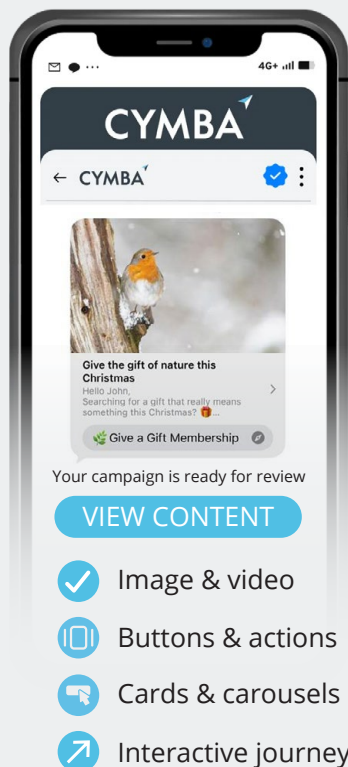 4G+
CYMBA
CYMBA
Give the gift of nature this
Christmas
Hello John,
Searching for a gift that really means
something this Christmas? 🎁...
🌿 Give a Gift Membership
Your campaign is ready for review
VIEW CONTENT
Image & video
Buttons & actions
Cards & carousels
Interactive journey